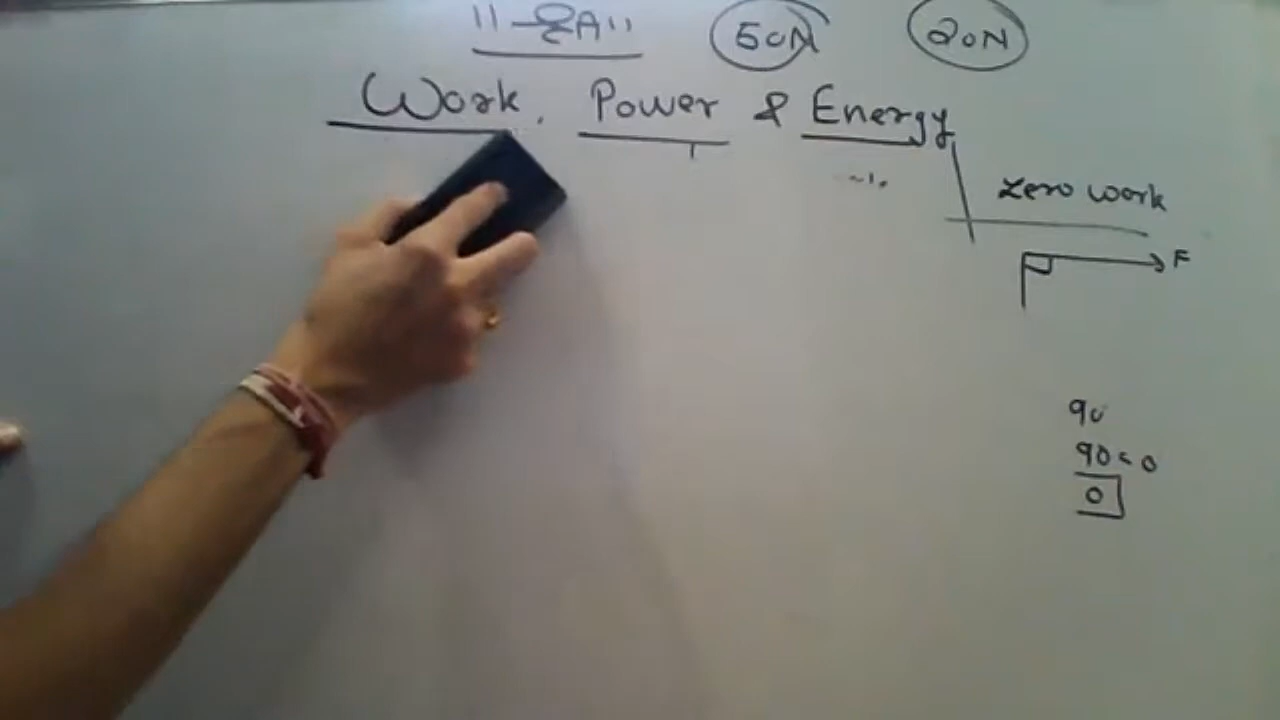 50N 20N
Work, Power & Energy
Zero work
F
90
90 < 0
0